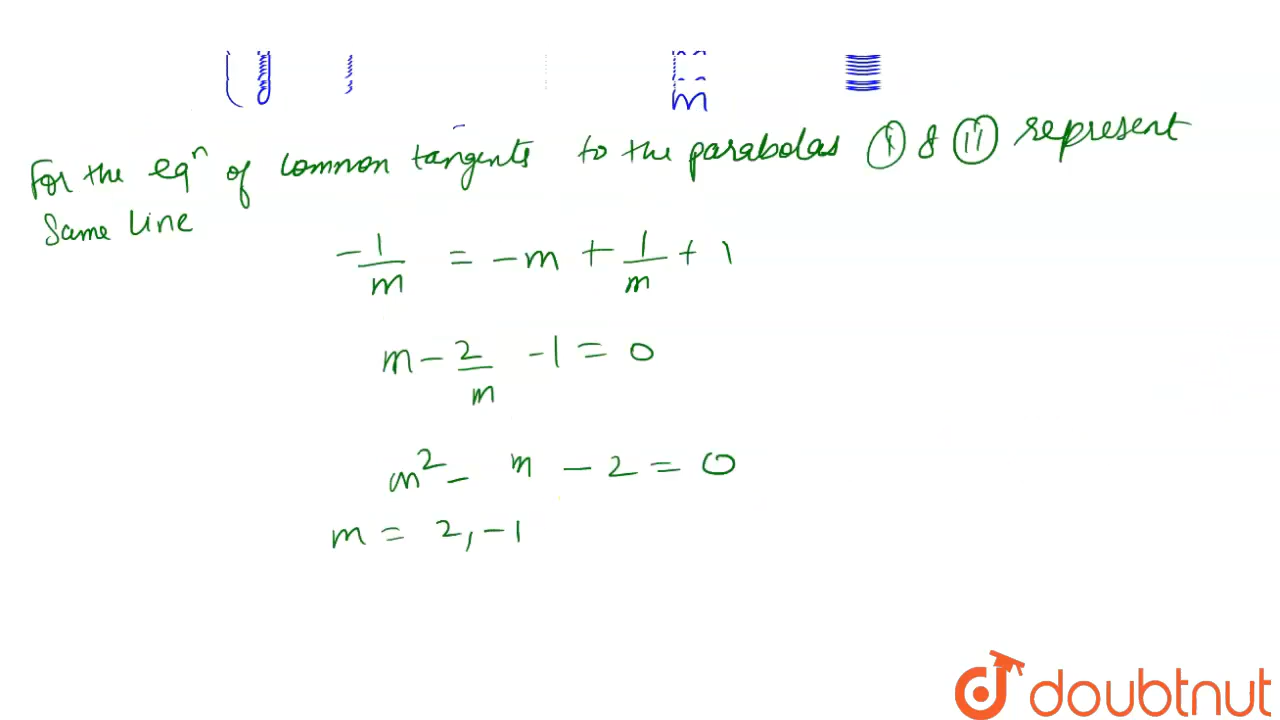 m
For the eqⁿ of common tangents to the parabolas (i) & (ii) represent
Same line
-1/m = -m + 1/m + 1
m - 2/m - 1 = 0
m² - m - 2 = 0
m = 2, -1
doubtnut